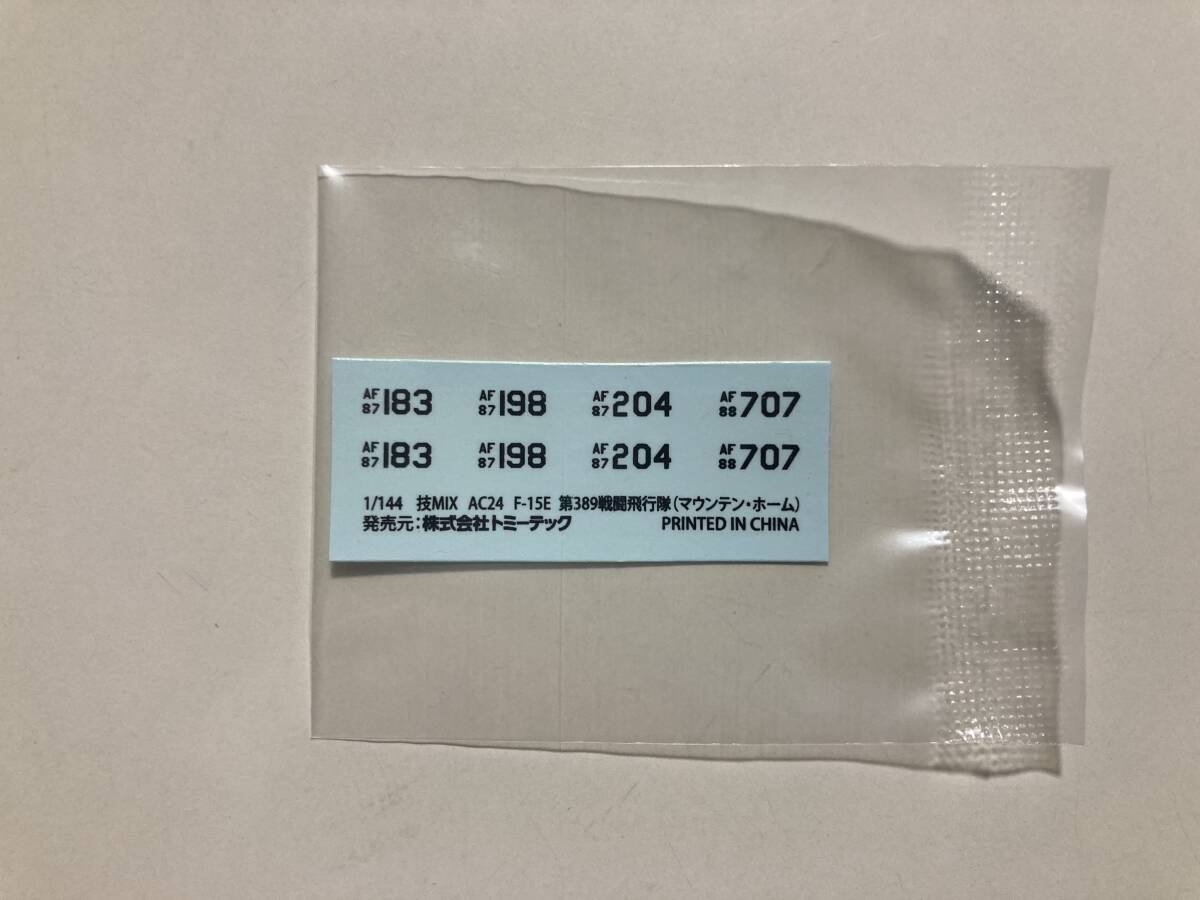 AF 87 183 AF 87 198 AF 87 204 AF 88 707
AF 87 183 AF 87 198 AF 87 204 AF 88 707
1/144 技MIX AC24 F-15E 第389戦闘飛行隊(マウンテン・ホーム)
発売元:株式会社トミーテック PRINTED IN CHINA